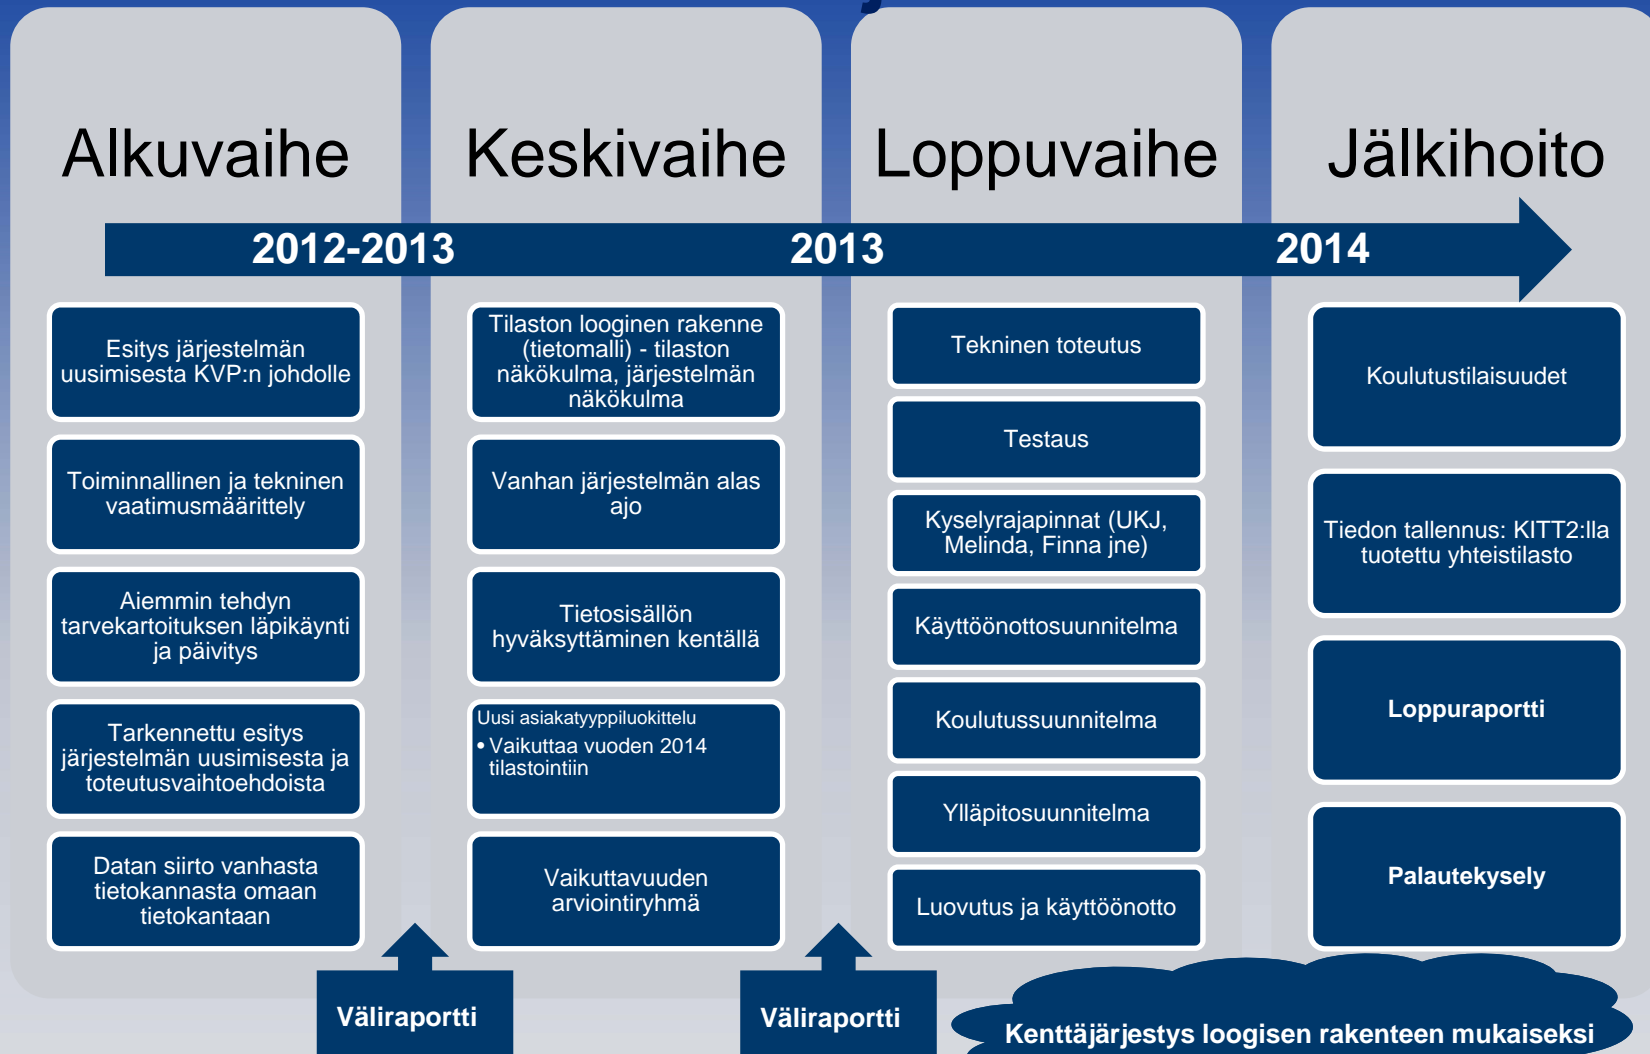 Alkuvaihe
Keskivaihe
Loppuvaihe
Jälkihoito
2012-2013
2013
2014
Esitys järjestelmän
uusimisesta KVP:n johdolle
Toiminnallinen ja tekninen
vaatimusmäärittely
Aiemmin tehdyn
tarvekartoituksen läpikäynti
ja päivitys
Tarkennettu esitys
järjestelmän uusimisesta ja
toteutusvaihtoehdoista
Datan siirto vanhasta
tietokannasta omaan
tietokantaan
Tilaston looginen rakenne
(tietomalli) - tilaston
näkökulma, järjestelmän
näkökulma
Vanhan järjestelmän alas
ajo
Tietosisällön
hyväksyttäminen kentällä
Uusi asiakatyyppiluokittelu
• Vaikuttaa vuoden 2014
tilastointiin
Vaikuttavuuden
arviointiryhmä
Tekninen toteutus
Testaus
Kyselyrajapinnat (UKJ,
Melinda, Finna jne)
Käyttöönottosuunnitelma
Koulutussuunnitelma
Ylläpitosuunnitelma
Luovutus ja käyttöönotto
Koulutustilaisuudet
Tiedon tallennus: KITT2:lla
tuotettu yhteistilasto
Loppuraportti
Palautekysely
Väliraportti
Väliraportti
Kenttäjärjestys loogisen rakenteen mukaiseksi